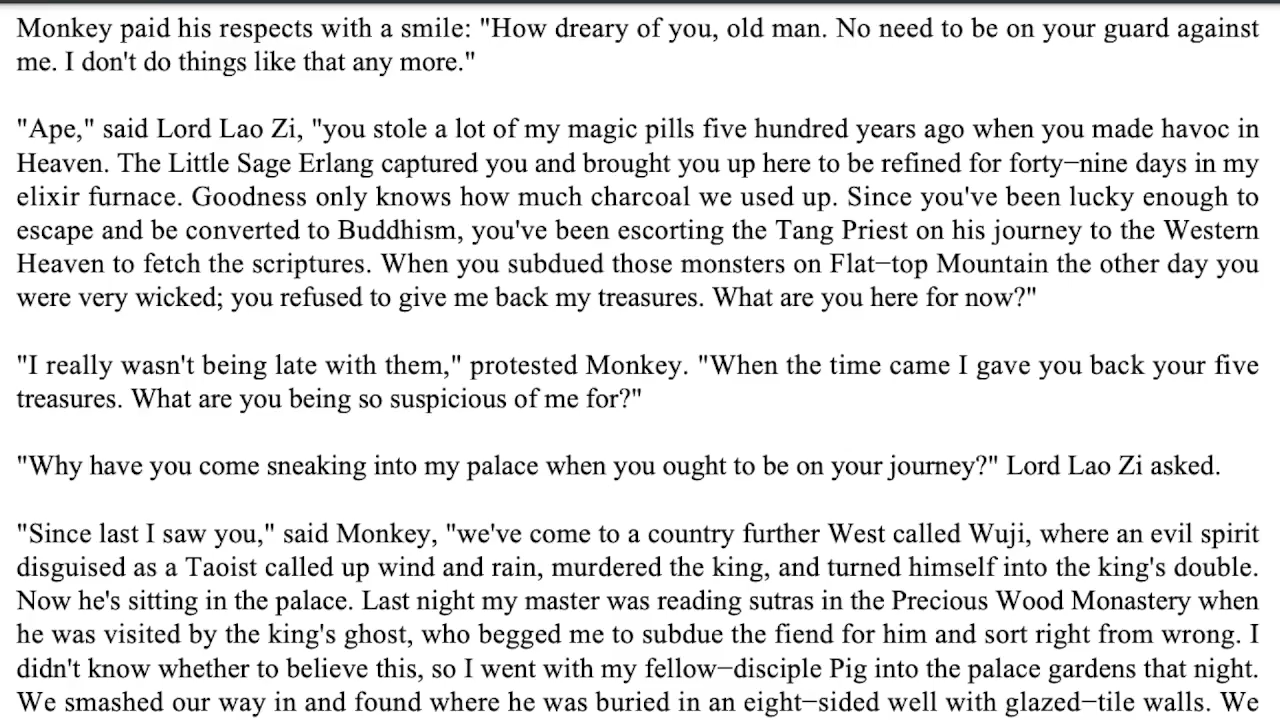 Monkey paid his respects with a smile: "How dreary of you, old man. No need to be on your guard against
me. I don't do things like that any more."
"Ape," said Lord Lao Zi, "you stole a lot of my magic pills five hundred years ago when you made havoc in
Heaven. The Little Sage Erlang captured you and brought you up here to be refined for forty−nine days in my
elixir furnace. Goodness only knows how much charcoal we used up. Since you've been lucky enough to
escape and be converted to Buddhism, you've been escorting the Tang Priest on his journey to the Western
Heaven to fetch the scriptures. When you subdued those monsters on Flat−top Mountain the other day you
were very wicked; you refused to give me back my treasures. What are you here for now?"
"I really wasn't being late with them," protested Monkey. "When the time came I gave you back your five
treasures. What are you being so suspicious of me for?"
"Why have you come sneaking into my palace when you ought to be on your journey?" Lord Lao Zi asked.
"Since last I saw you," said Monkey, "we've come to a country further West called Wuji, where an evil spirit
disguised as a Taoist called up wind and rain, murdered the king, and turned himself into the king's double.
Now he's sitting in the palace. Last night my master was reading sutras in the Precious Wood Monastery when
he was visited by the king's ghost, who begged me to subdue the fiend for him and sort right from wrong. I
didn't know whether to believe this, so I went with my fellow−disciple Pig into the palace gardens that night.
We smashed our way in and found where he was buried in an eight−sided well with glazed−tile walls. We